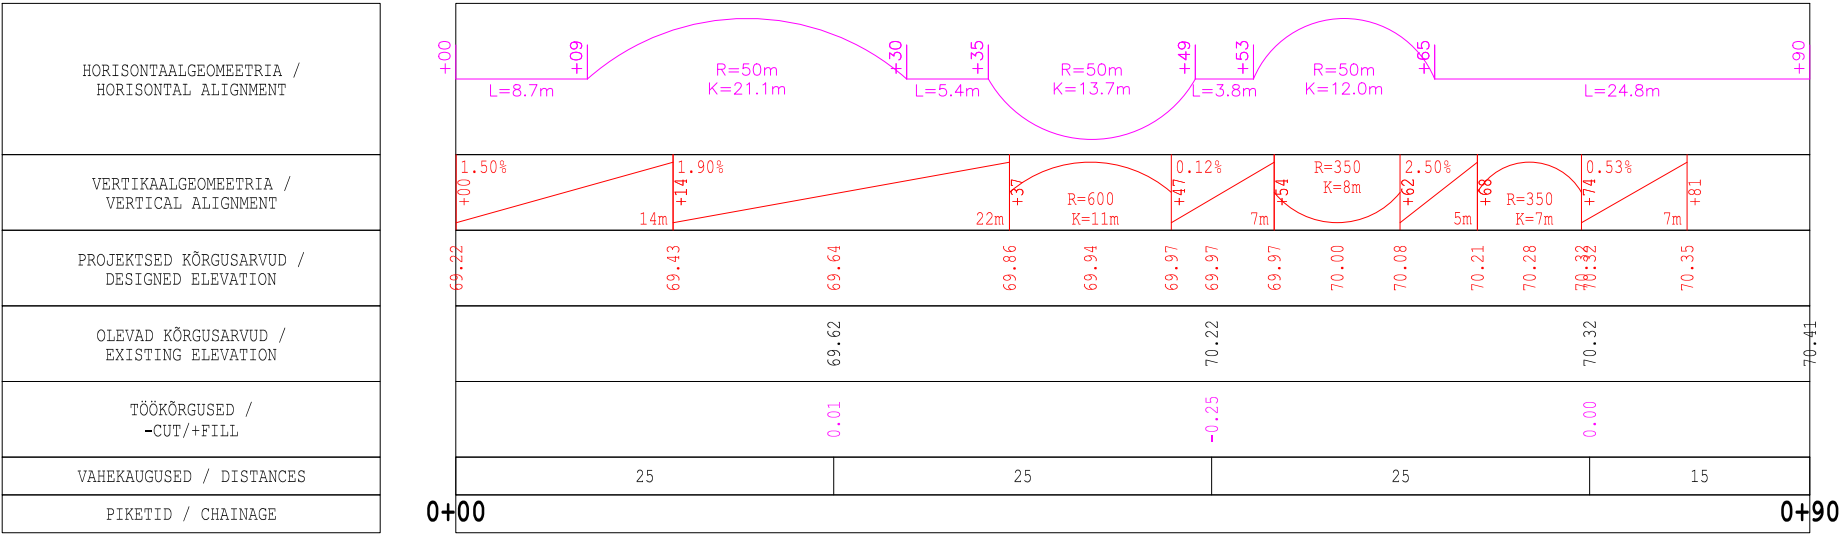 HORISONTAALGEOMEETRIA /
HORISONTAL ALIGNMENT
+00 +09 +30 +35 +49 +53 +65 +90
L=8.7m
R=50m
K=21.1m
L=5.4m
R=50m
K=13.7m
L=3.8m
R=50m
K=12.0m
L=24.8m
VERTIKAALGEOMEETRIA /
VERTICAL ALIGNMENT
+00 +14 +37 +47 +54 +62 +68 +74 +81
1.50%
14m
1.90%
22m
R=600
K=11m
0.12%
7m
R=350
K=8m
2.50%
5m
R=350
K=7m
0.53%
7m
PROJEKTSED KÕRGUSARVUD /
DESIGNED ELEVATION
69.22 69.43 69.64 69.86 69.94 69.97 69.97 69.97 70.00 70.08 70.21 70.28 70.32 70.32 70.35
OLEVAD KÕRGUSARVUD /
EXISTING ELEVATION
69.62 70.22 70.32 70.41
TÖÖKÕRGUSED /
-CUT/+FILL
0.01 -0.25 0.00
VAHEKAUGUSED / DISTANCES
25 25 25 15
PIKETID / CHAINAGE
0+00 0+90